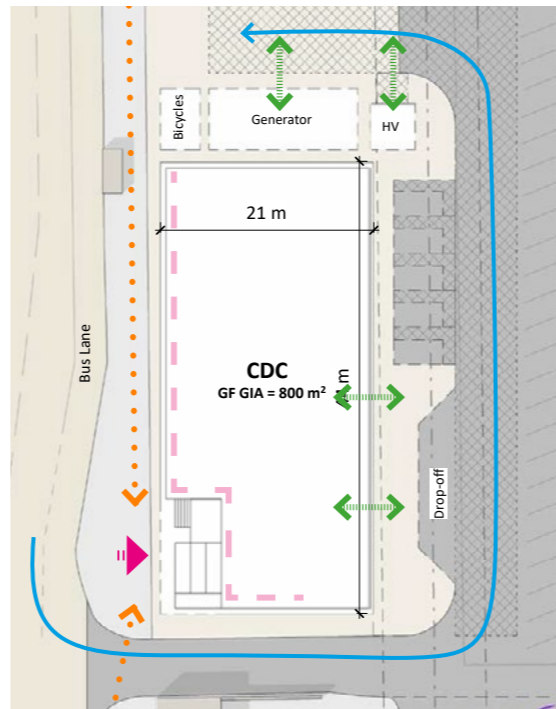 Bicycles
Generator
HV
21 m
Bus Lane
CDC
GF GIA = 800 m²
m
Drop-off